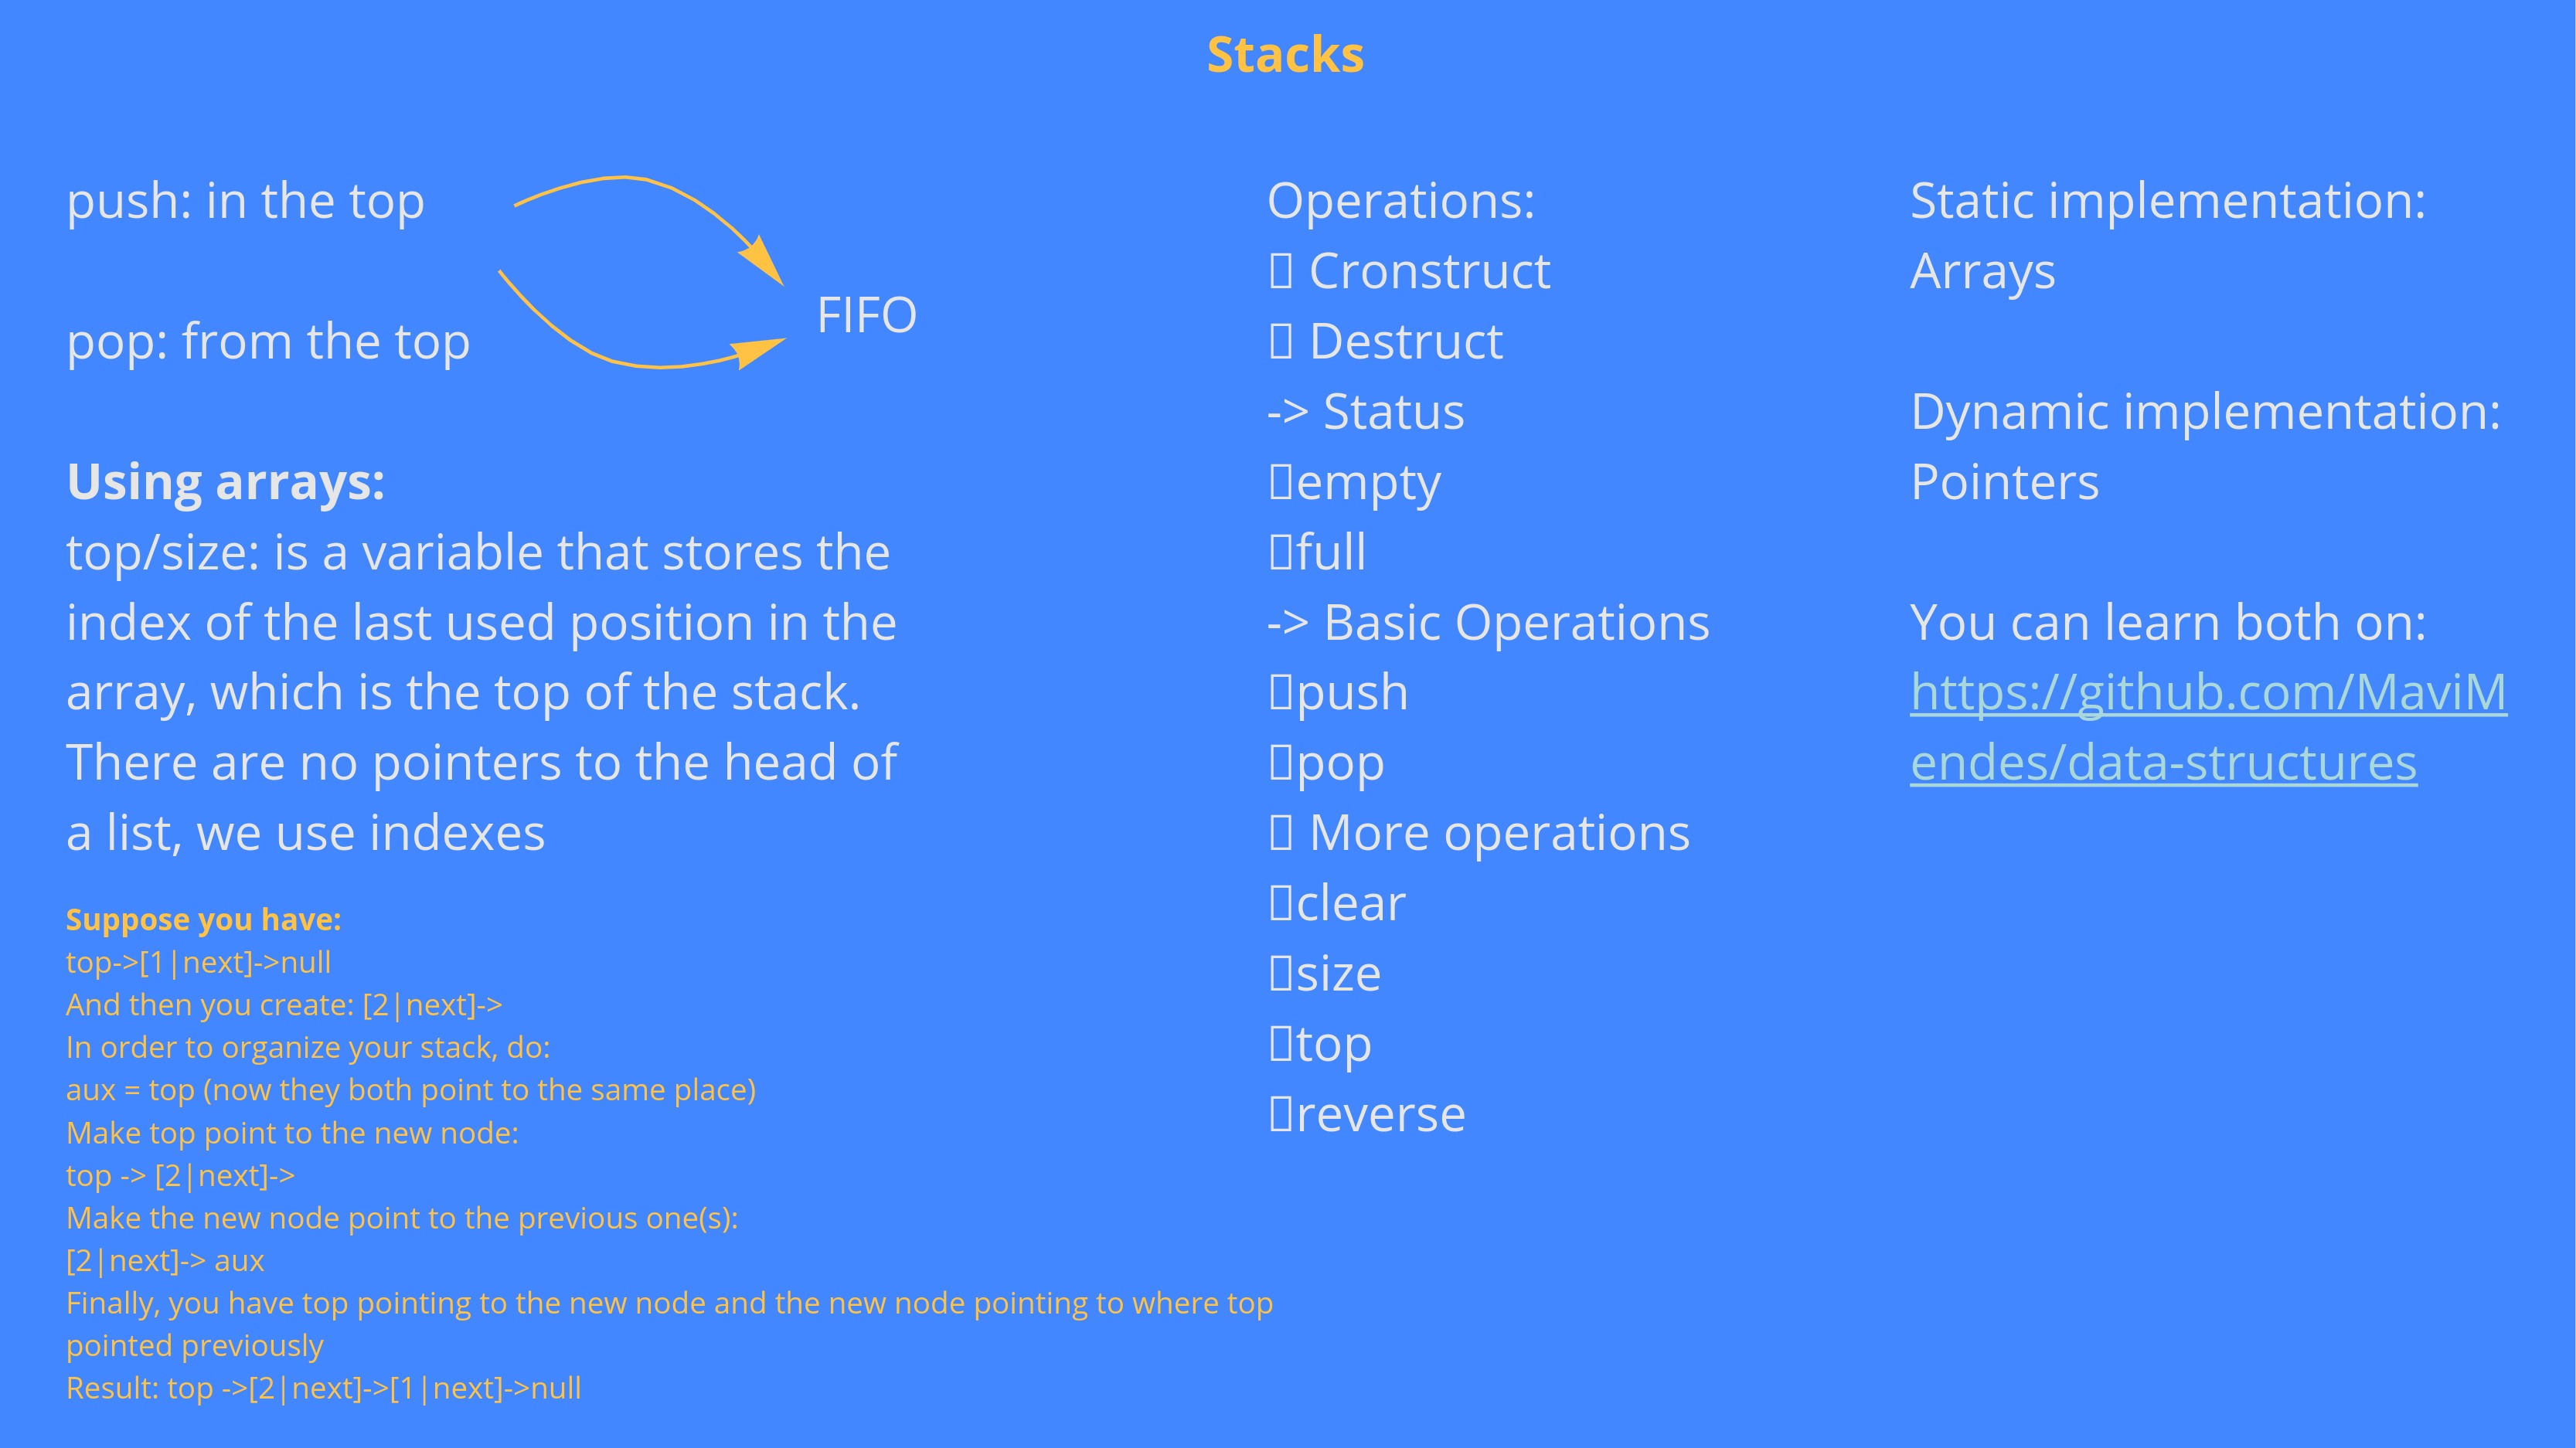 Stacks
push: in the top
pop: from the top
FIFO
Using arrays:
top/size: is a variable that stores the
index of the last used position in the
array, which is the top of the stack.
There are no pointers to the head of
a list, we use indexes
Suppose you have:
top->[1|next]->null
And then you create: [2|next]->
In order to organize your stack, do:
aux = top (now they both point to the same place)
Make top point to the new node:
top -> [2|next]->
Make the new node point to the previous one(s):
[2|next]-> aux
Finally, you have top pointing to the new node and the new node pointing to where top
pointed previously
Result: top ->[2|next]->[1|next]->null
Operations:
▯ Cronstruct
▯ Destruct
-> Status
▯empty
▯full
-> Basic Operations
▯push
▯pop
▯ More operations
▯clear
▯size
▯top
▯reverse
Static implementation:
Arrays
Dynamic implementation:
Pointers
You can learn both on:
https://github.com/MaviM
endes/data-structures